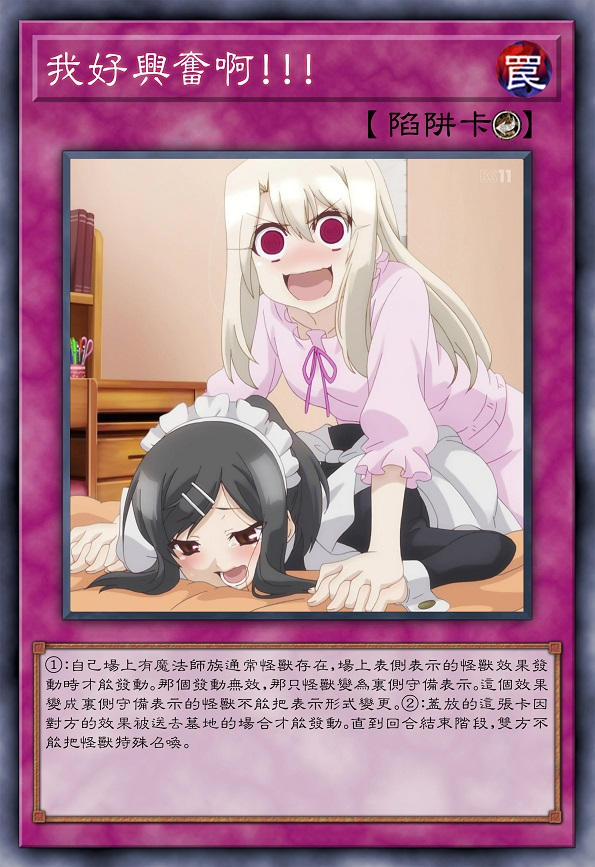 我好興奮啊!!!
罠
【陷阱卡】
①:自己場上有魔法師族通常怪獸存在,場上表側表示的怪獸效果發
動時才能發動。那個發動無效,那只怪獸變為裏側守備表示。這個效果
變成裏側守備表示的怪獸不能把表示形式變更。②:蓋放的這張卡因
對方的效果被送去墓地的場合才能發動。直到回合結束階段,雙方不
能把怪獸特殊召喚。